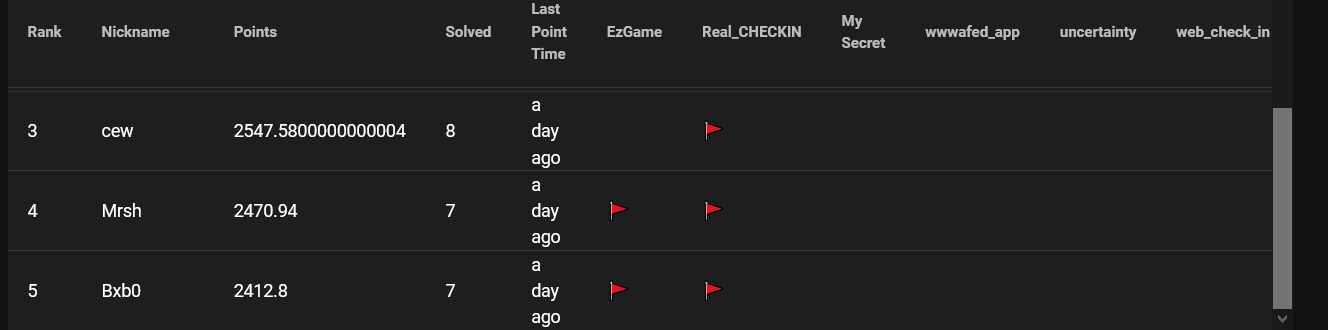 Rank Nickname Points Solved Last Point Time EzGame Real_CHECKIN My Secret wwwafed_app uncertainty web_check_in
3 cew 2547.5800000000004 8 a day ago
4 Mrsh 2470.94 7 a day ago
5 Bxb0 2412.8 7 a day ago